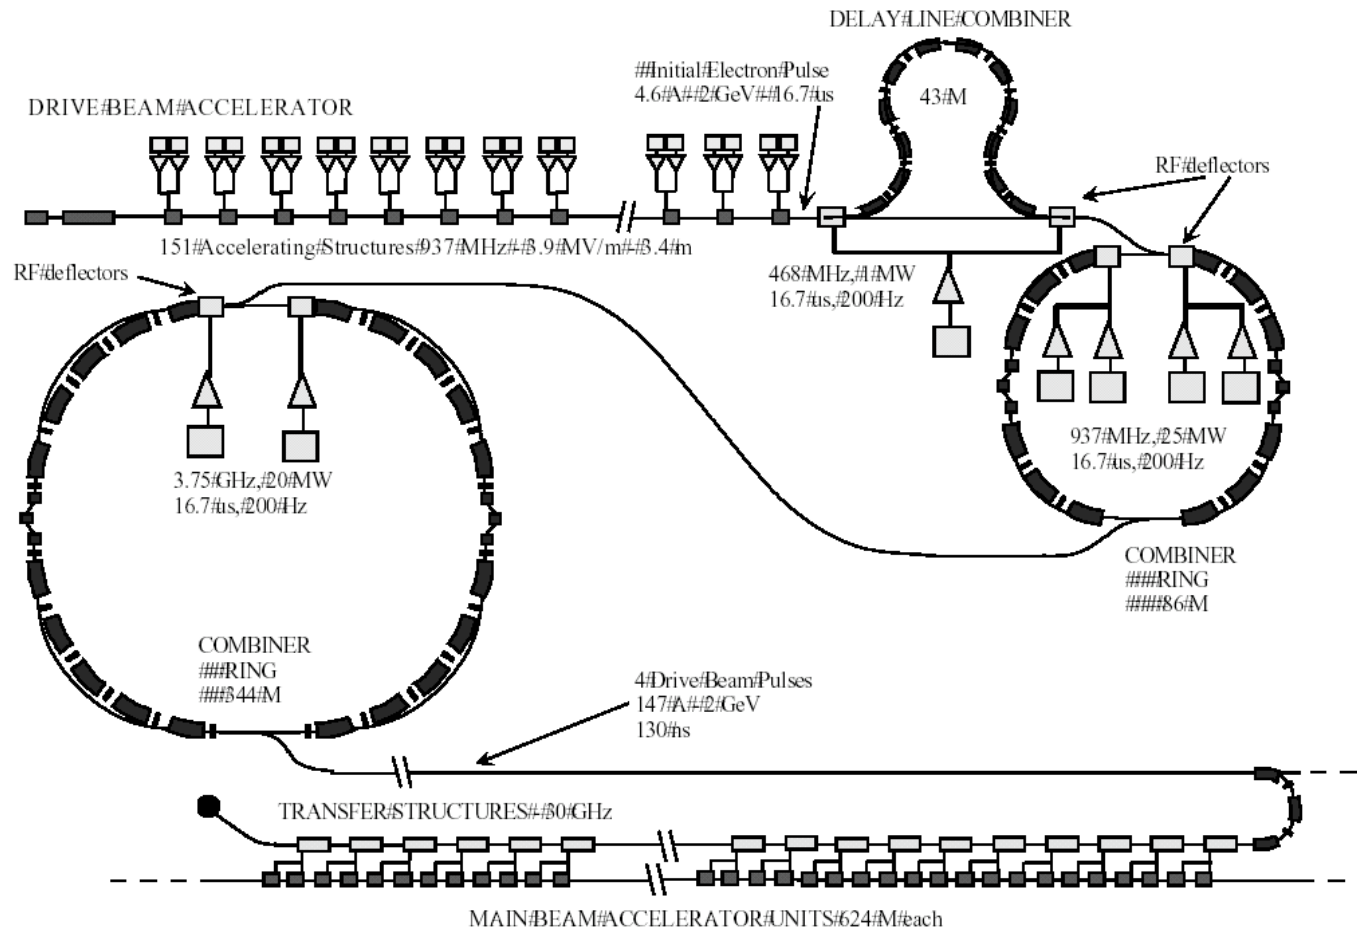 DELAY#LINE#COMBINER
##Initial#Electron#Pulse
4.6#A-#2#GeV-#16.7#us
43#M
DRIVE#BEAM#ACCELERATOR
RF#deflectors
151#Accelerating#Structures#937#MHz-#3.9#MV/m-#3.4#m
RF#deflectors
468#MHz,#1#MW
16.7#us,#200#Hz
937#MHz,#25#MW
16.7#us,#200#Hz
3.75#GHz,#20#MW
16.7#us,#200#Hz
COMBINER
####RING
#####86#M
COMBINER
###RING
###344#M
4#Drive#Beam#Pulses
147#A-#2#GeV
130#ns
TRANSFER#STRUCTURES-#30#GHz
MAIN#BEAM#ACCELERATOR#UNITS#624#M#each